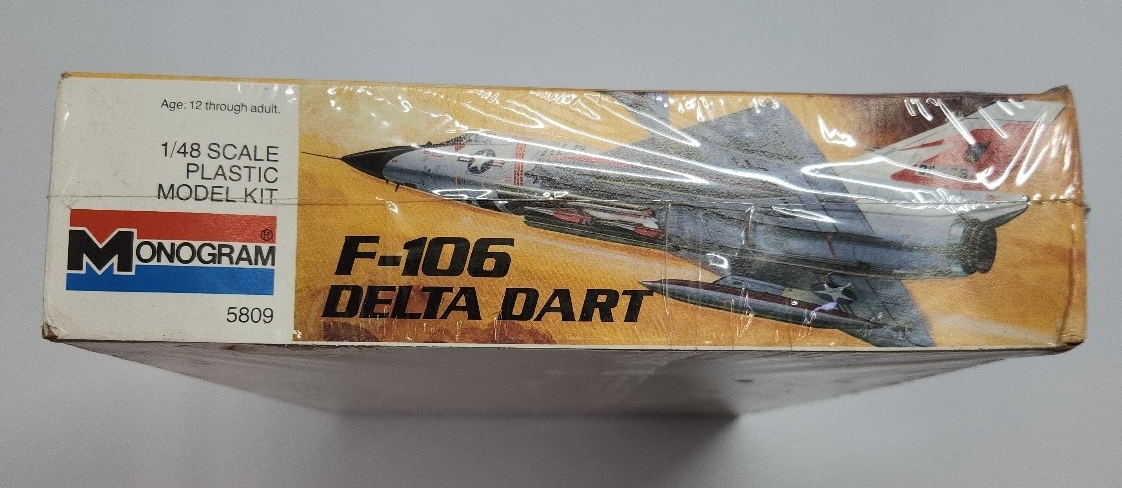 Age: 12 through adult.
1/48 SCALE
PLASTIC
MODEL KIT
MONOGRAM®
5809
F-106
DELTA DART